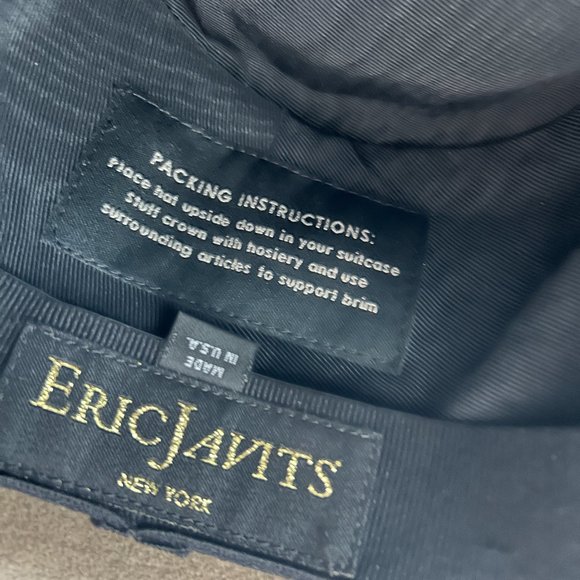 PACKING INSTRUCTIONS:
Place hat upside down in your suitcase
Stuff crown with hosiery and use
surrounding articles to support brim
MADE
IN U.S.A.
ERIC JAVITS
NEW YORK